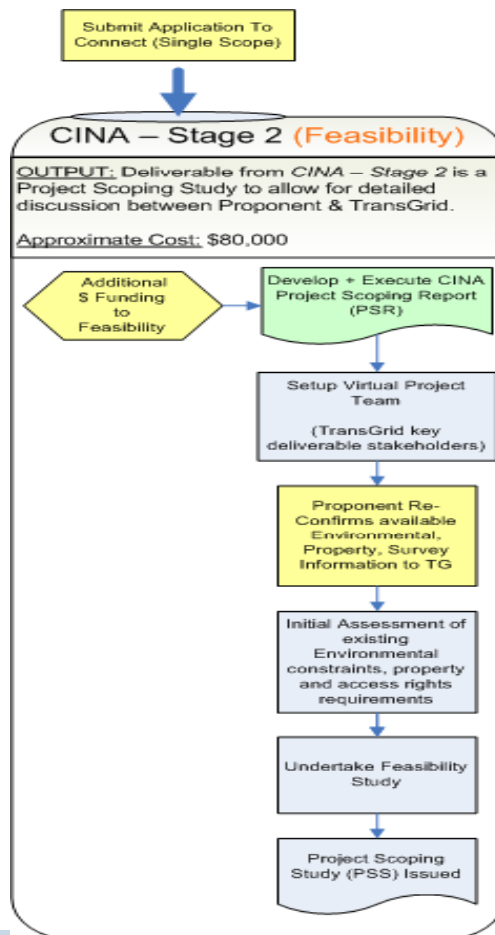 Submit Application To
Connect (Single Scope)
CINA – Stage 2 (Feasibility)
OUTPUT: Deliverable from CINA – Stage 2 is a
Project Scoping Study to allow for detailed
discussion between Proponent & TransGrid.
Approximate Cost: $80,000
Additional
$ Funding
to
Feasibility
Develop + Execute CINA
Project Scoping Report
(PSR)
Setup Virtual Project
Team
(TransGrid key
deliverable stakeholders)
Proponent Re-
Confirms available
Environmental,
Property, Survey
Information to TG
Initial Assessment of
existing
Environmental
constraints, property
and access rights
requirements
Undertake Feasibility
Study
Project Scoping
Study (PSS) Issued